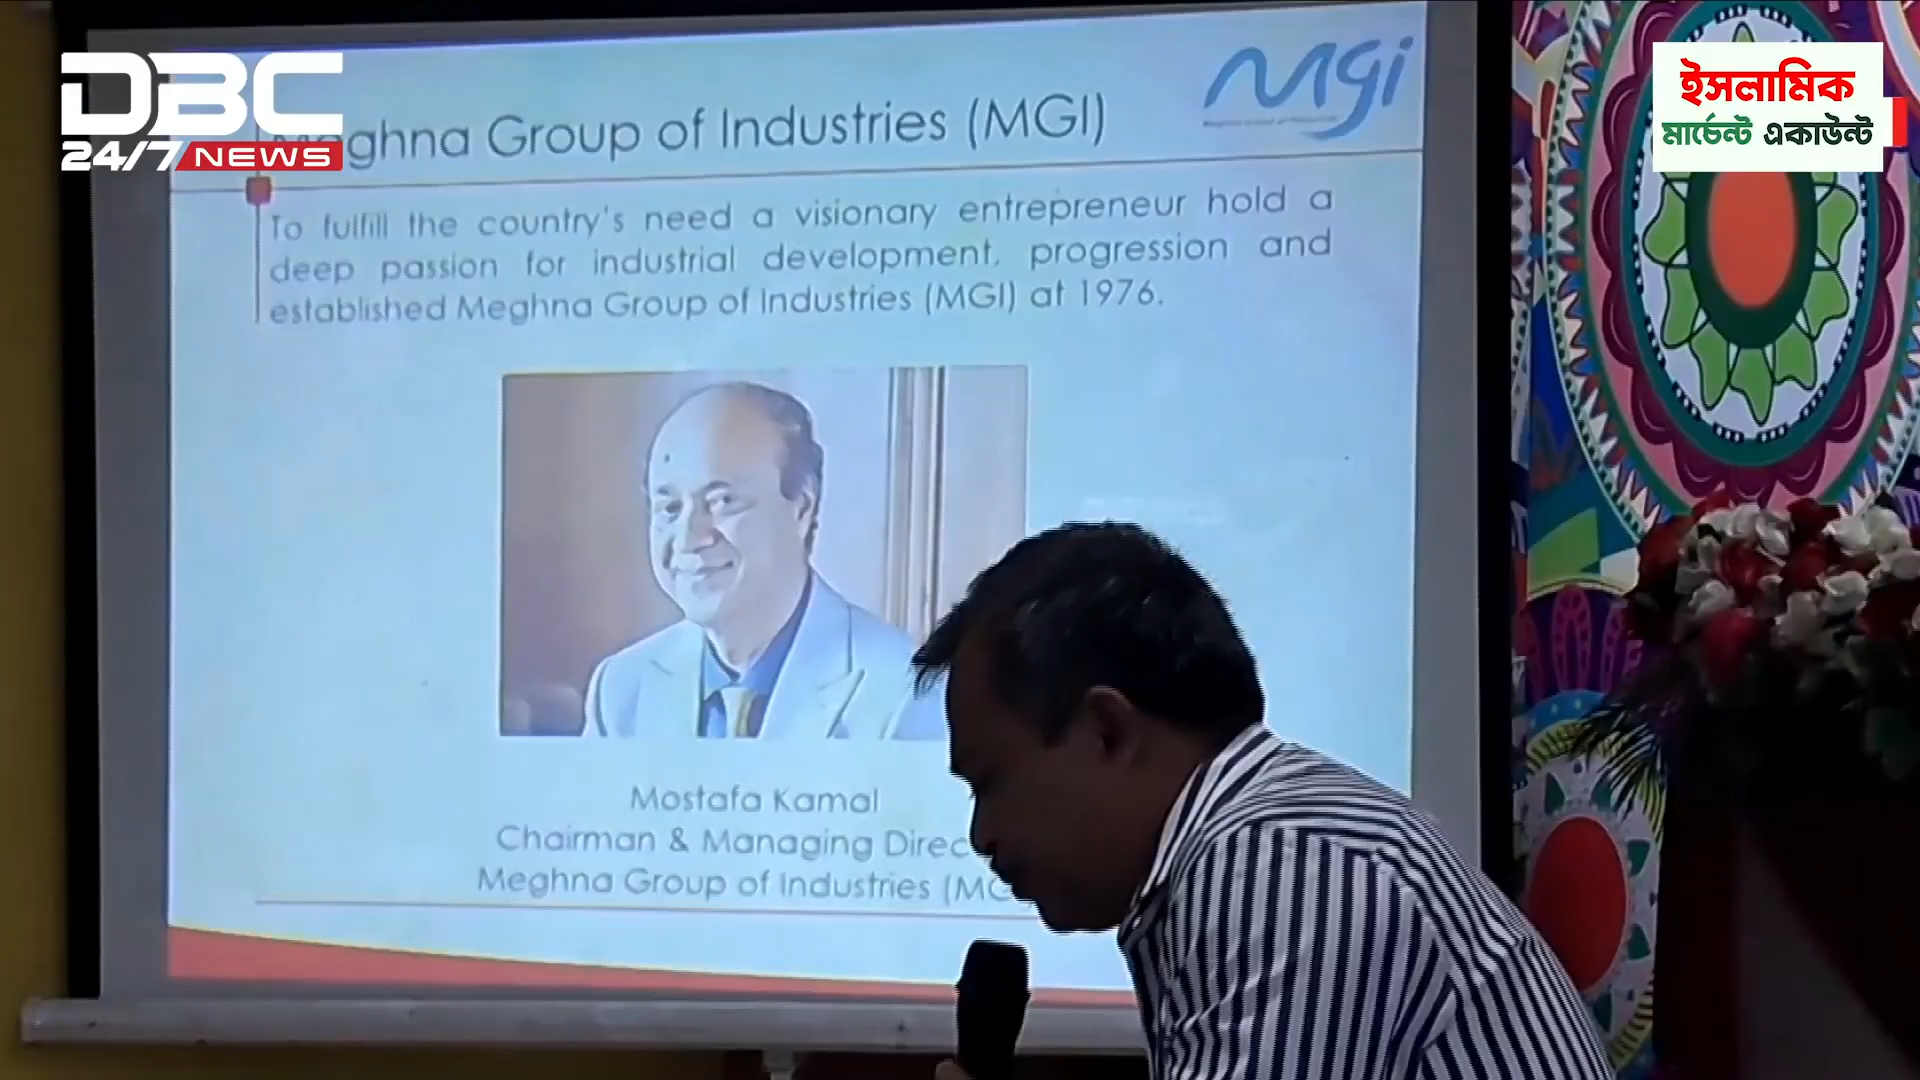 DBC
24/7 NEWS
mgi
ইসলামিক
মার্চেন্ট একাউন্ট
Meghna Group of Industries (MGI)
To fulfill the country's need a visionary entrepreneur hold a
deep passion for industrial development, progression and
established Meghna Group of Industries (MGI) at 1976.
Mostafa Kamal
Chairman & Managing Direc
Meghna Group of Industries (MG